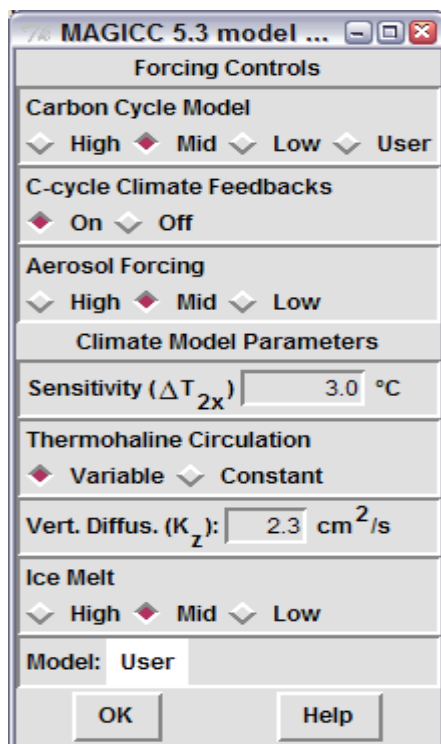 MAGICC 5.3 model ...
Forcing Controls
Carbon Cycle Model
High Mid Low User
C-cycle Climate Feedbacks
On Off
Aerosol Forcing
High Mid Low
Climate Model Parameters
Sensitivity (ΔT2x) 3.0 °C
Thermohaline Circulation
Variable Constant
Vert. Diffus. (Kz): 2.3 cm²/s
Ice Melt
High Mid Low
Model: User
OK Help